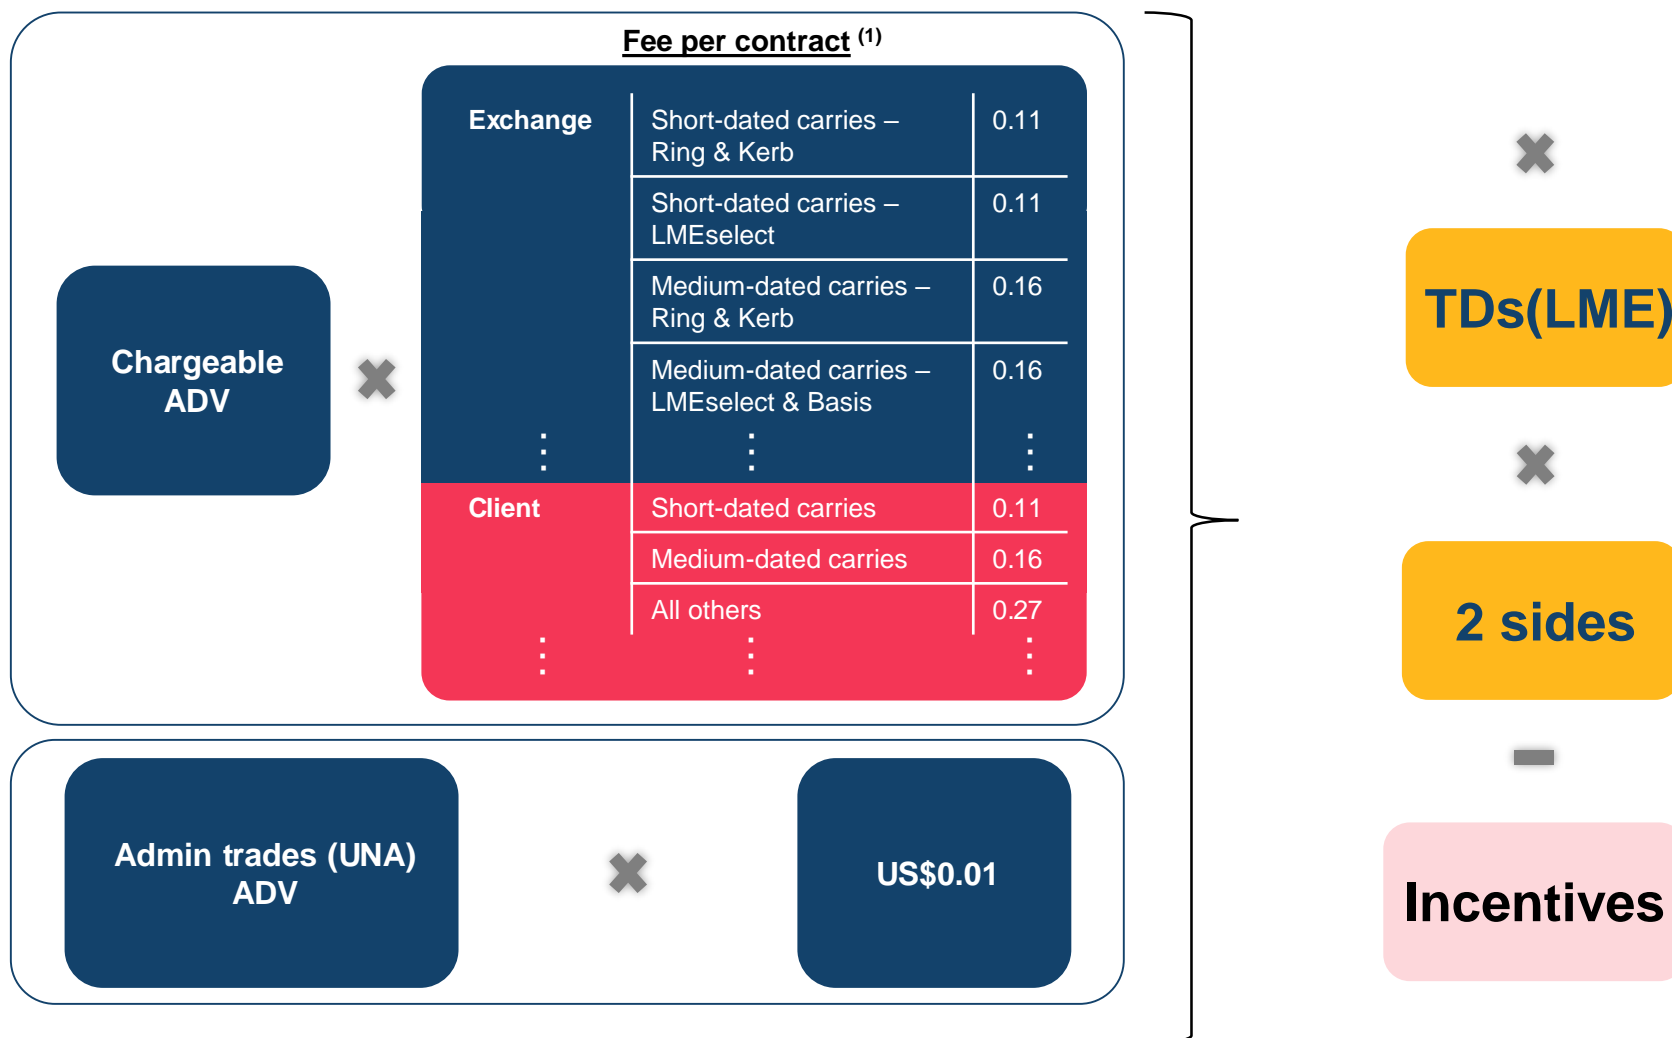 Fee per contract (1)
Exchange
Short-dated carries –
Ring & Kerb
0.11
Short-dated carries –
LMEselect
0.11
Medium-dated carries –
Ring & Kerb
0.16
Medium-dated carries –
LMEselect & Basis
0.16
Client
Short-dated carries
0.11
Medium-dated carries
0.16
All others
0.27
Chargeable
ADV
Admin trades (UNA)
ADV
US$0.01
TDs(LME)
2 sides
Incentives